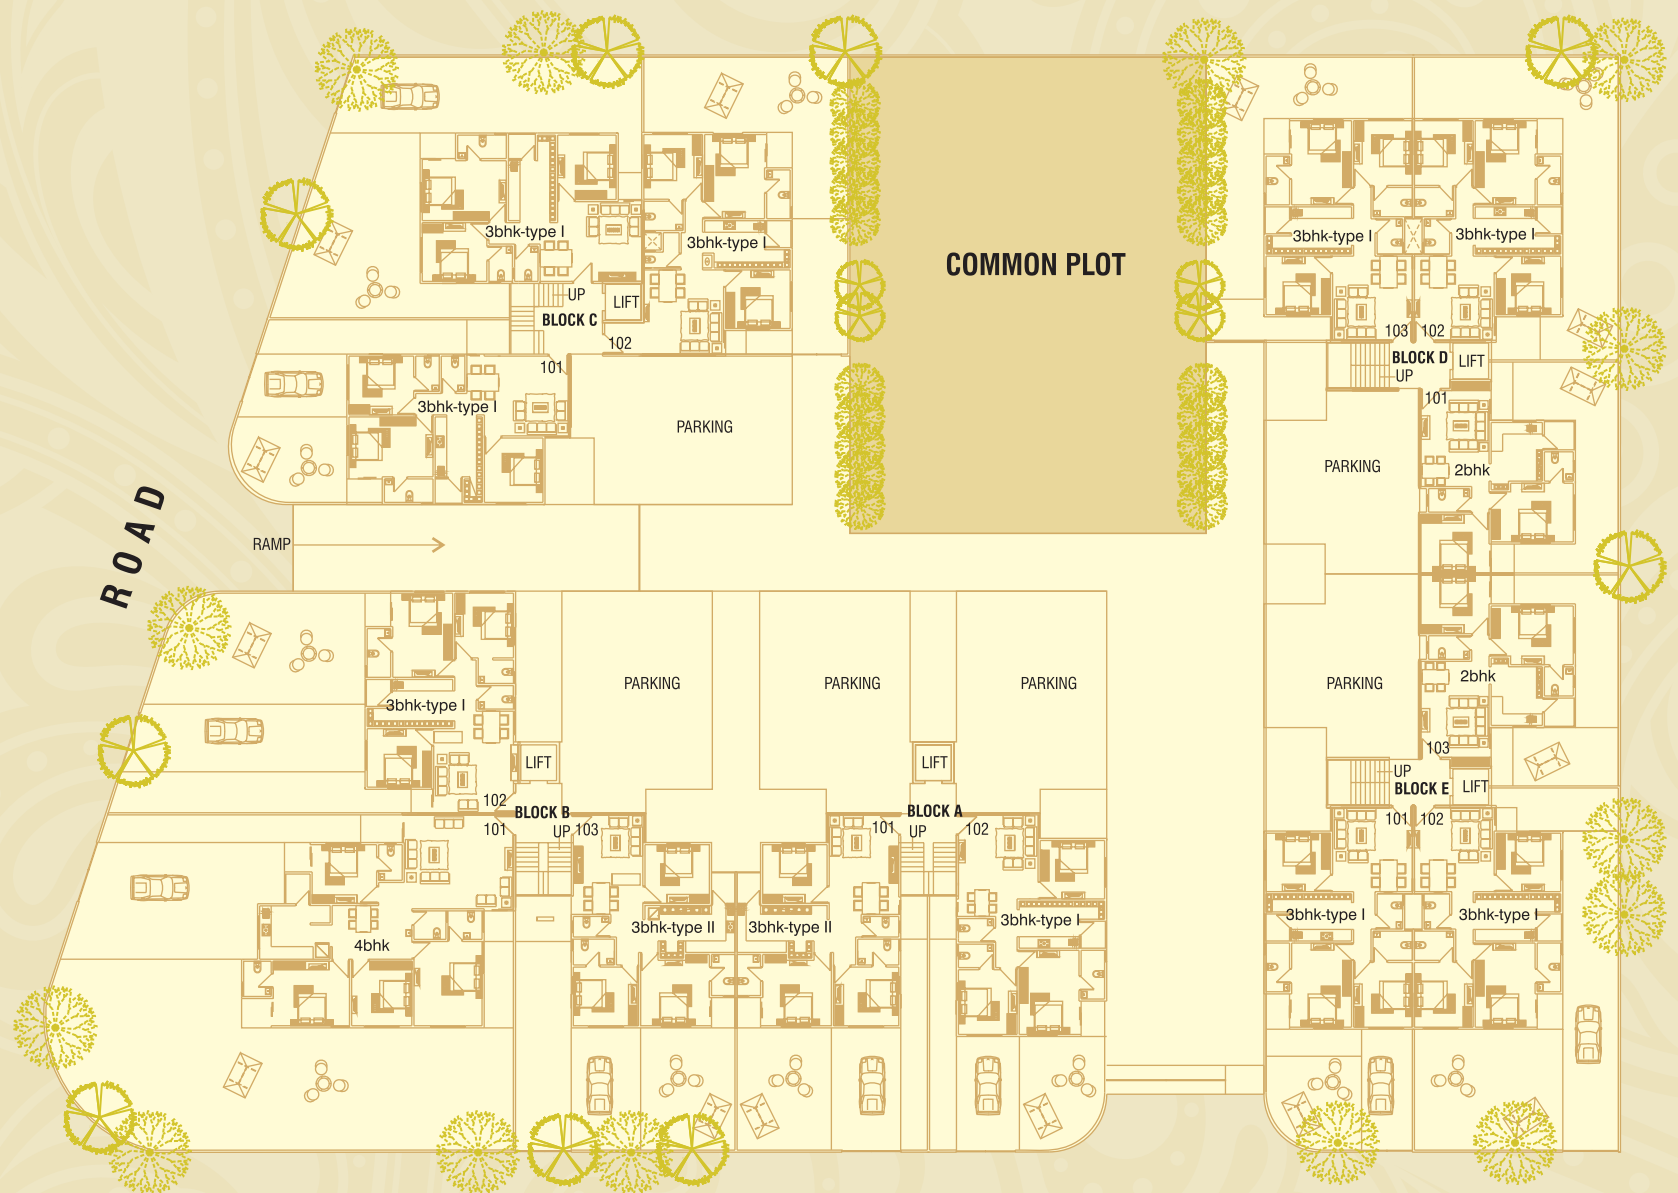 3bhk-type I
3bhk-type I
UP
LIFT
BLOCK C
102
101
3bhk-type I
PARKING
COMMON PLOT
3bhk-type I
3bhk-type I
103
102
BLOCK D
LIFT
UP
101
PARKING
2bhk
ROAD
RAMP
3bhk-type I
LIFT
102
BLOCK B
101
UP
103
PARKING
PARKING
PARKING
LIFT
BLOCK A
101
UP
102
4bhk
3bhk-type II
3bhk-type II
3bhk-type I
PARKING
2bhk
103
UP
BLOCK E
LIFT
101
102
3bhk-type I
3bhk-type I